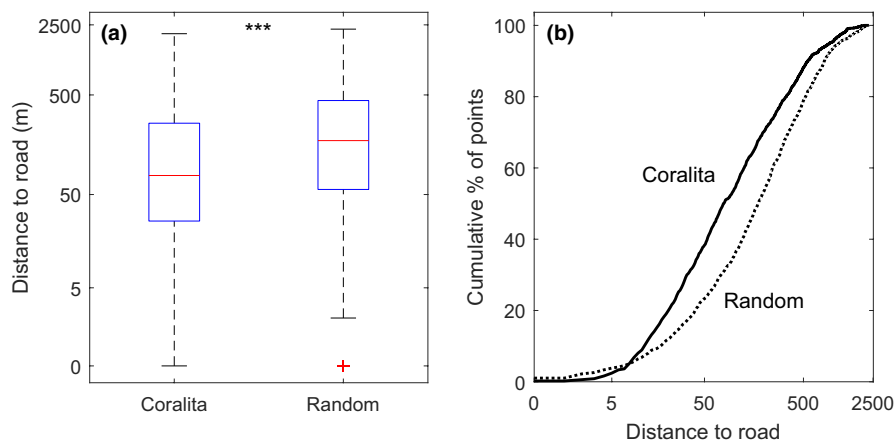 (a)
***
Distance to road (m)
2500
500
50
5
0
Coralita
Random
(b)
Cumulative % of points
100
80
60
40
20
0
Coralita
Random
0
5
50
500
2500
Distance to road